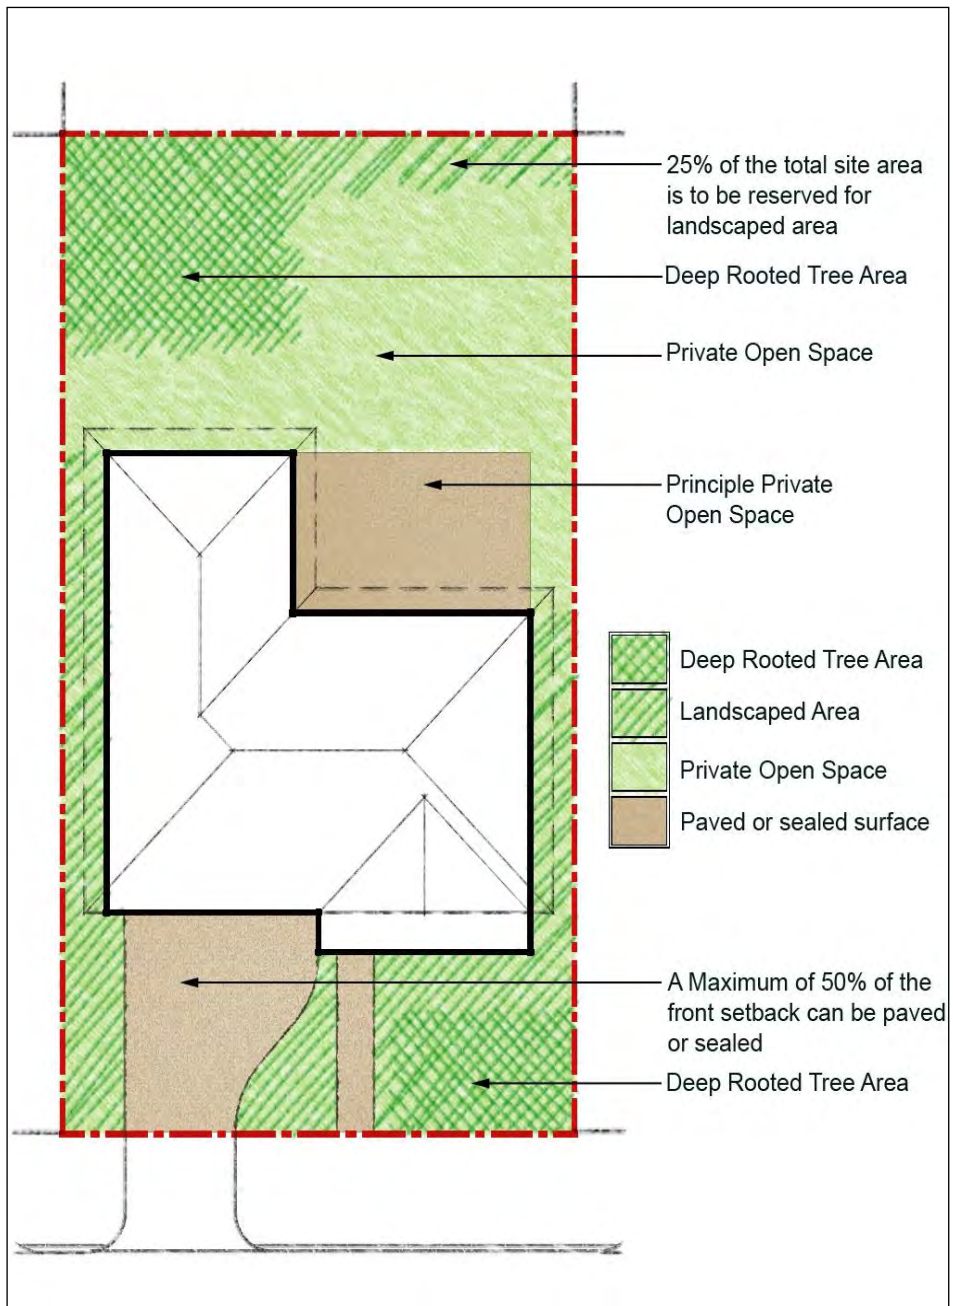 25% of the total site area
is to be reserved for
landscaped area
Deep Rooted Tree Area
Private Open Space
Principle Private
Open Space
Deep Rooted Tree Area
Landscaped Area
Private Open Space
Paved or sealed surface
A Maximum of 50% of the
front setback can be paved
or sealed
Deep Rooted Tree Area